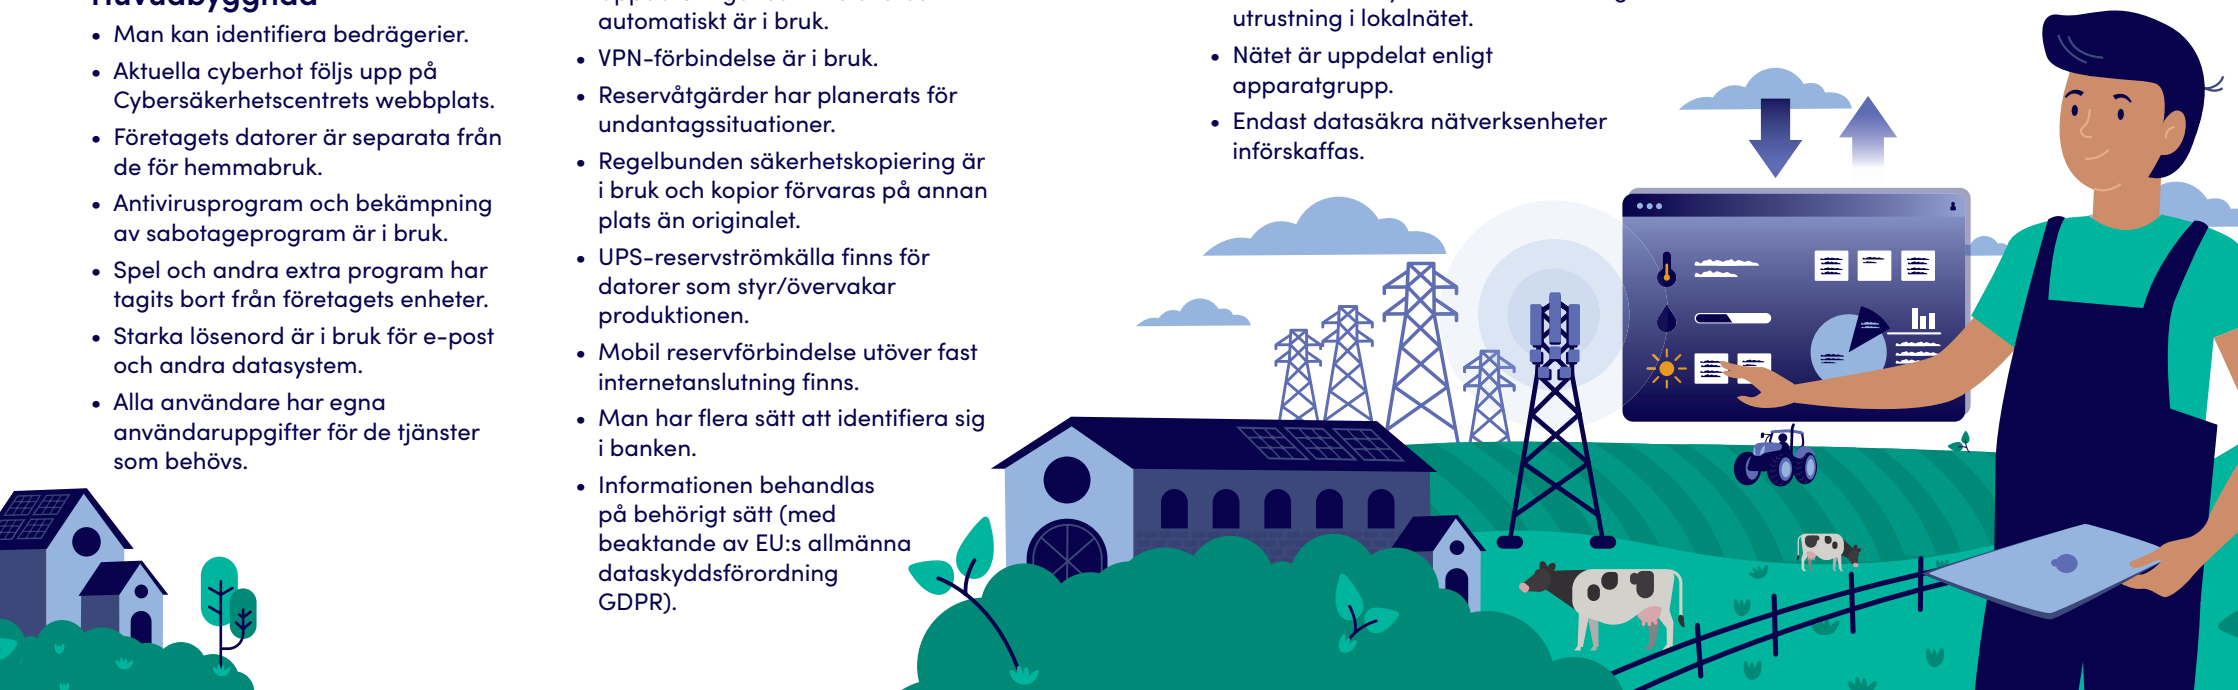 Huvudbyggnad
• Man kan identifiera bedrägerier.
• Aktuella cyberhot följs upp på
Cybersäkerhetscentrets webbplats.
• Företagets datorer är separata från
de för hemmabruk.
• Antivirusprogram och bekämpning
av sabotageprogram är i bruk.
• Spel och andra extra program har
tagits bort från företagets enheter.
• Starka lösenord är i bruk för e-post
och andra datasystem.
• Alla användare har egna
användaruppgifter för de tjänster
som behövs.
automatiskt är i bruk.
• VPN-förbindelse är i bruk.
• Reservåtgärder har planerats för
undantagssituationer.
• Regelbunden säkerhetskopiering är
i bruk och kopior förvaras på annan
plats än originalet.
• UPS-reservströmkälla finns för
datorer som styr/övervakar
produktionen.
• Mobil reservförbindelse utöver fast
internetanslutning finns.
• Man har flera sätt att identifiera sig
i banken.
• Informationen behandlas
på behörigt sätt (med
beaktande av EU:s allmänna
dataskyddsförordning
GDPR).
utrustning i lokalnätet.
• Nätet är uppdelat enligt
apparatgrupp.
• Endast datasäkra nätverksenheter
införskaffas.